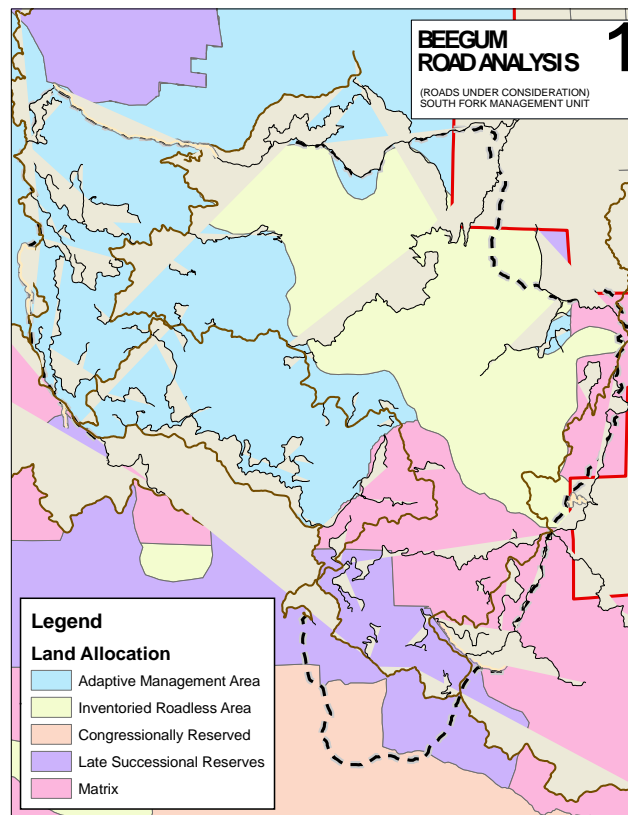 BEEGUM
ROAD ANALYSIS
1
(ROADS UNDER CONSIDERATION)
SOUTH FORK MANAGEMENT UNIT
Legend
Land Allocation
Adaptive Management Area
Inventoried Roadless Area
Congressionally Reserved
Late Successional Reserves
Matrix